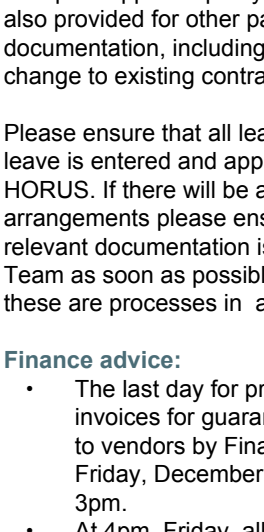 also provided for other pa
documentation, including
change to existing contra
Please ensure that all lea
leave is entered and app
HORUS. If there will be a
arrangements please ens
relevant documentation is
Team as soon as possibl
these are processes in a
Finance advice:
• The last day for pr
invoices for guarar
to vendors by Fina
Friday, December
3pm.
• At 4pm, Friday, all